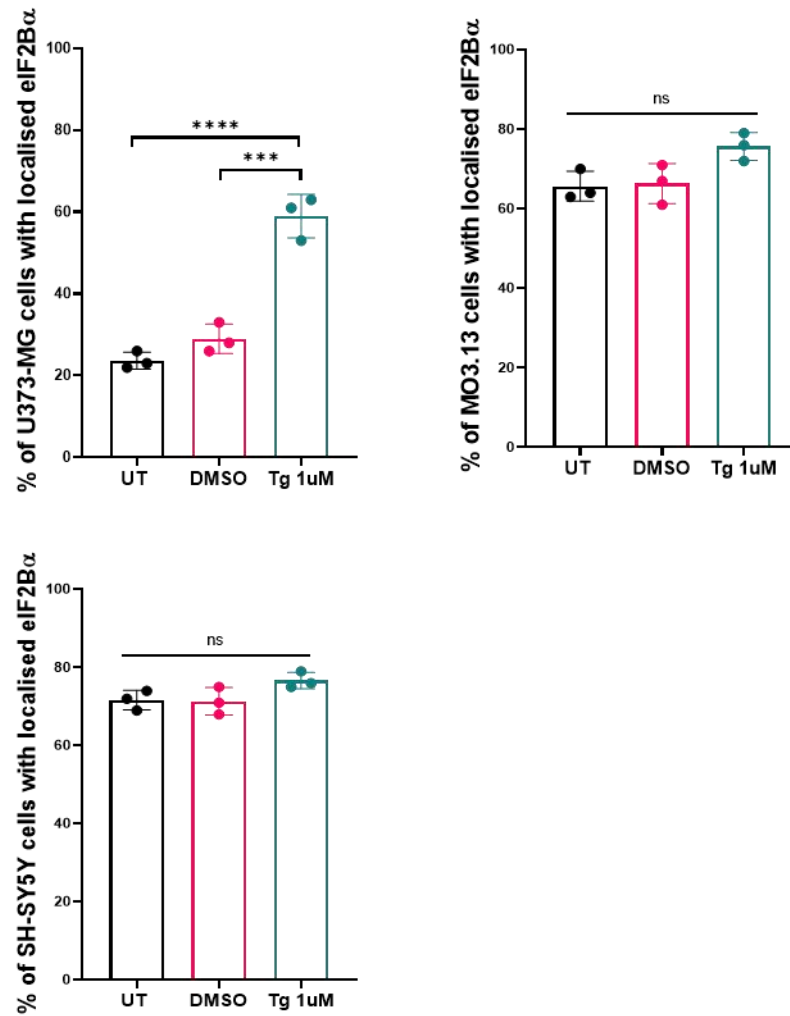 % of U373-MG cells with localised eIF2Bα
100
80
60
40
20
0
****
***
UT DMSO Tg 1uM
% of MO3.13 cells with localised eIF2Bα
100
80
60
40
20
0
ns
UT DMSO Tg 1uM
% of SH-SY5Y cells with localised eIF2Bα
100
80
60
40
20
0
ns
UT DMSO Tg 1uM